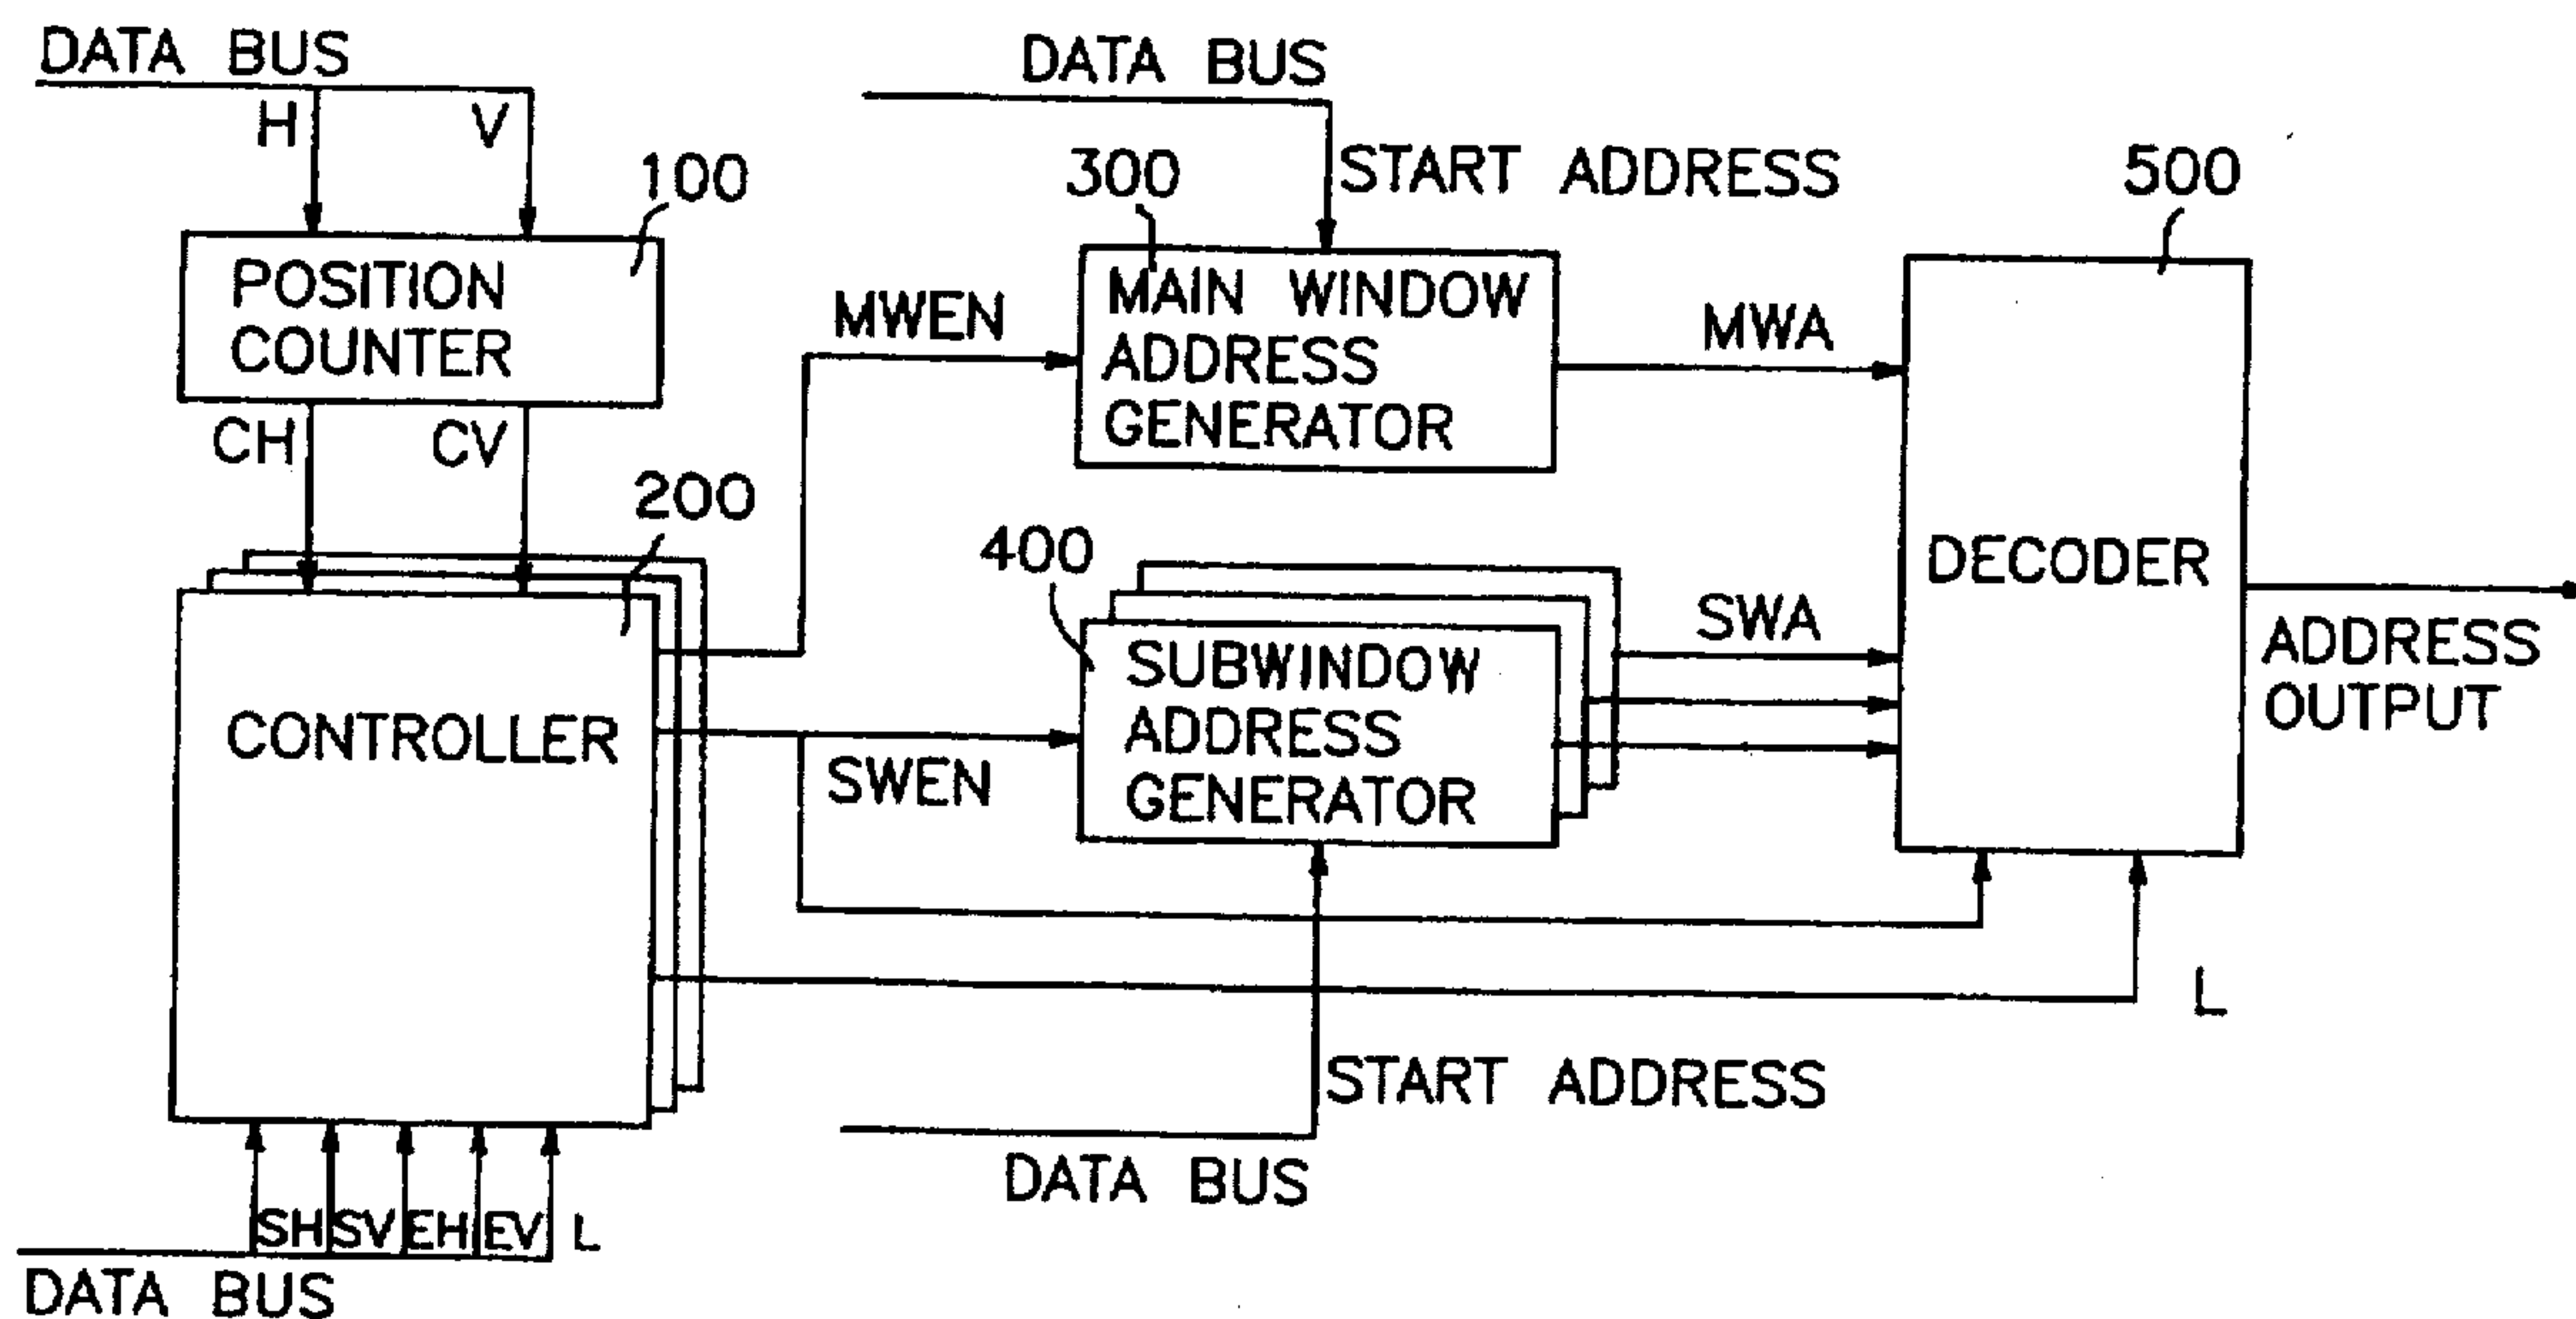 DATA BUS
H
V
100
POSITION
COUNTER
CH
CV
200
CONTROLLER
SH
SV
EH
EV
L
DATA BUS
DATA BUS
START ADDRESS
300
MAIN WINDOW
ADDRESS
GENERATOR
MWEN
MWA
400
SUBWINDOW
ADDRESS
GENERATOR
SWEN
SWA
START ADDRESS
DATA BUS
500
DECODER
ADDRESS
OUTPUT
L